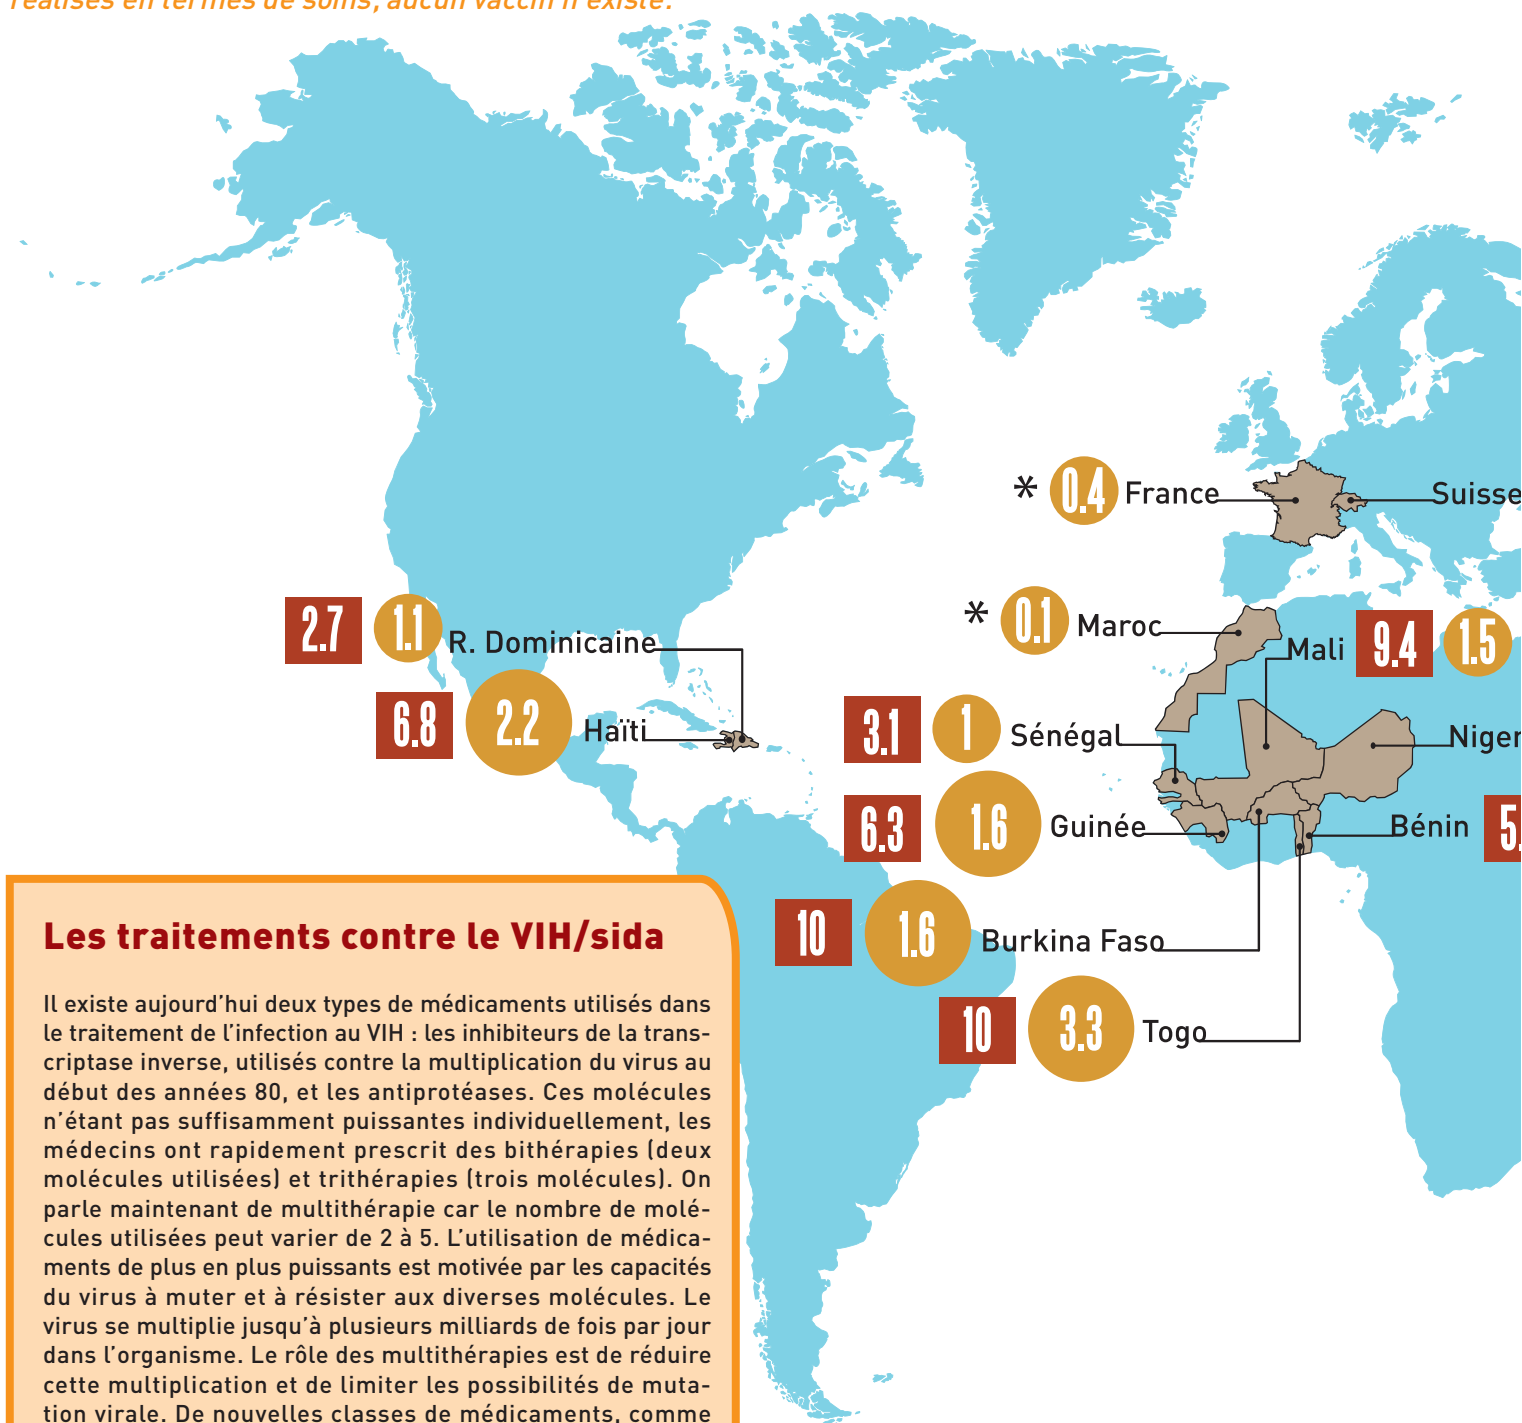 réalisés en termes de soins, aucun vaccin n'existe.
* 0.4 France
Suisse
* 0.1 Maroc
2.7 1.1 R. Dominicaine
Mali 9.4 1.5
6.8 2.2 Haïti
3.1 1 Sénégal
Niger
6.3 1.6 Guinée
Bénin 5.
10 1.6 Burkina Faso
10 3.3 Togo
Les traitements contre le VIH/sida
Il existe aujourd'hui deux types de médicaments utilisés dans
le traitement de l'infection au VIH : les inhibiteurs de la trans-
criptase inverse, utilisés contre la multiplication du virus au
début des années 80, et les antiprotéases. Ces molécules
n'étant pas suffisamment puissantes individuellement, les
médecins ont rapidement prescrit des bithérapies (deux
molécules utilisées) et trithérapies (trois molécules). On
parle maintenant de multithérapie car le nombre de molé-
cules utilisées peut varier de 2 à 5. L'utilisation de médica-
ments de plus en plus puissants est motivée par les capacités
du virus à muter et à résister aux diverses molécules. Le
virus se multiplie jusqu'à plusieurs milliards de fois par jour
dans l'organisme. Le rôle des multithérapies est de réduire
cette multiplication et de limiter les possibilités de muta-
tion virale. De nouvelles classes de médicaments, comme